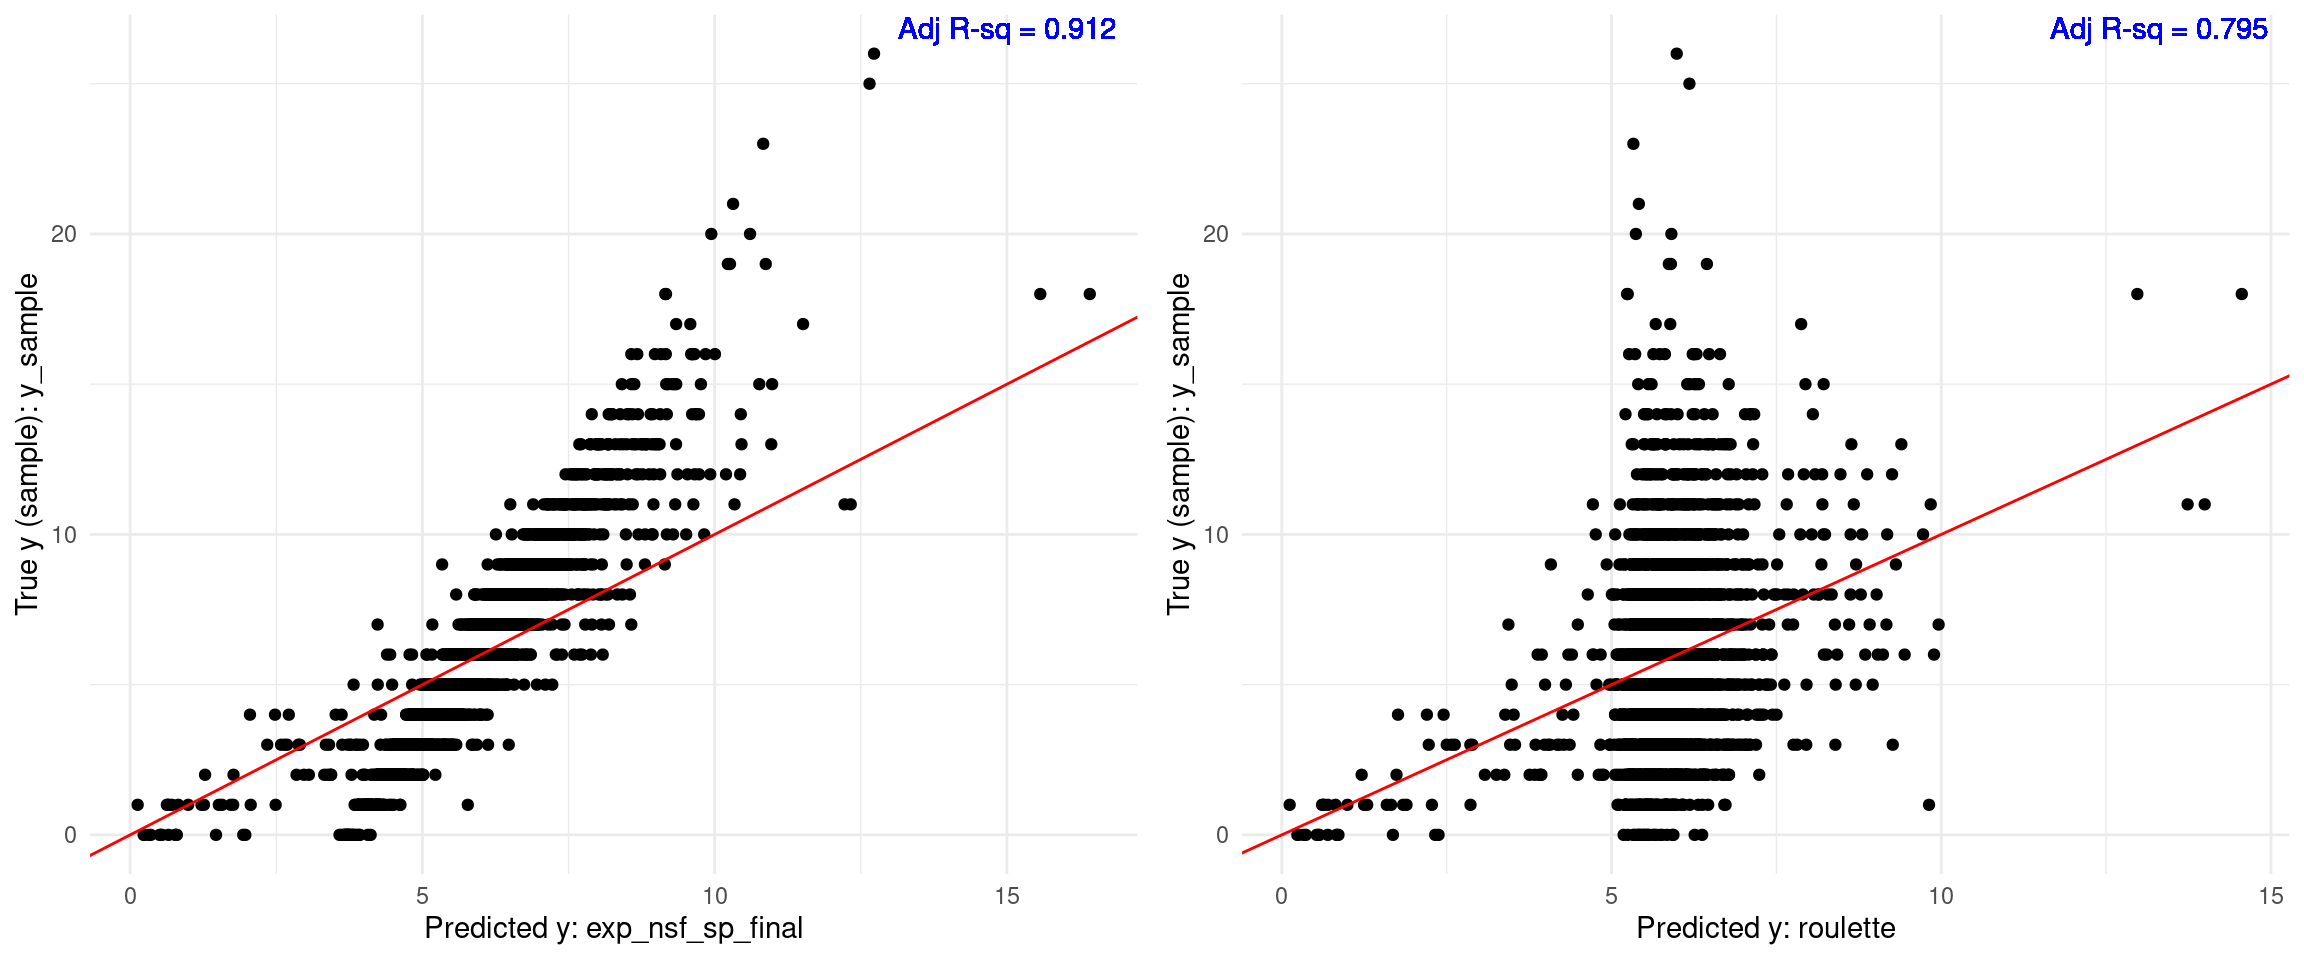 Adj R-sq = 0.912
True y (sample): y_sample
20
10
0
0 5 10 15
Predicted y: exp_nsf_sp_final
Adj R-sq = 0.795
True y (sample): y_sample
20
10
0
0 5 10 15
Predicted y: roulette